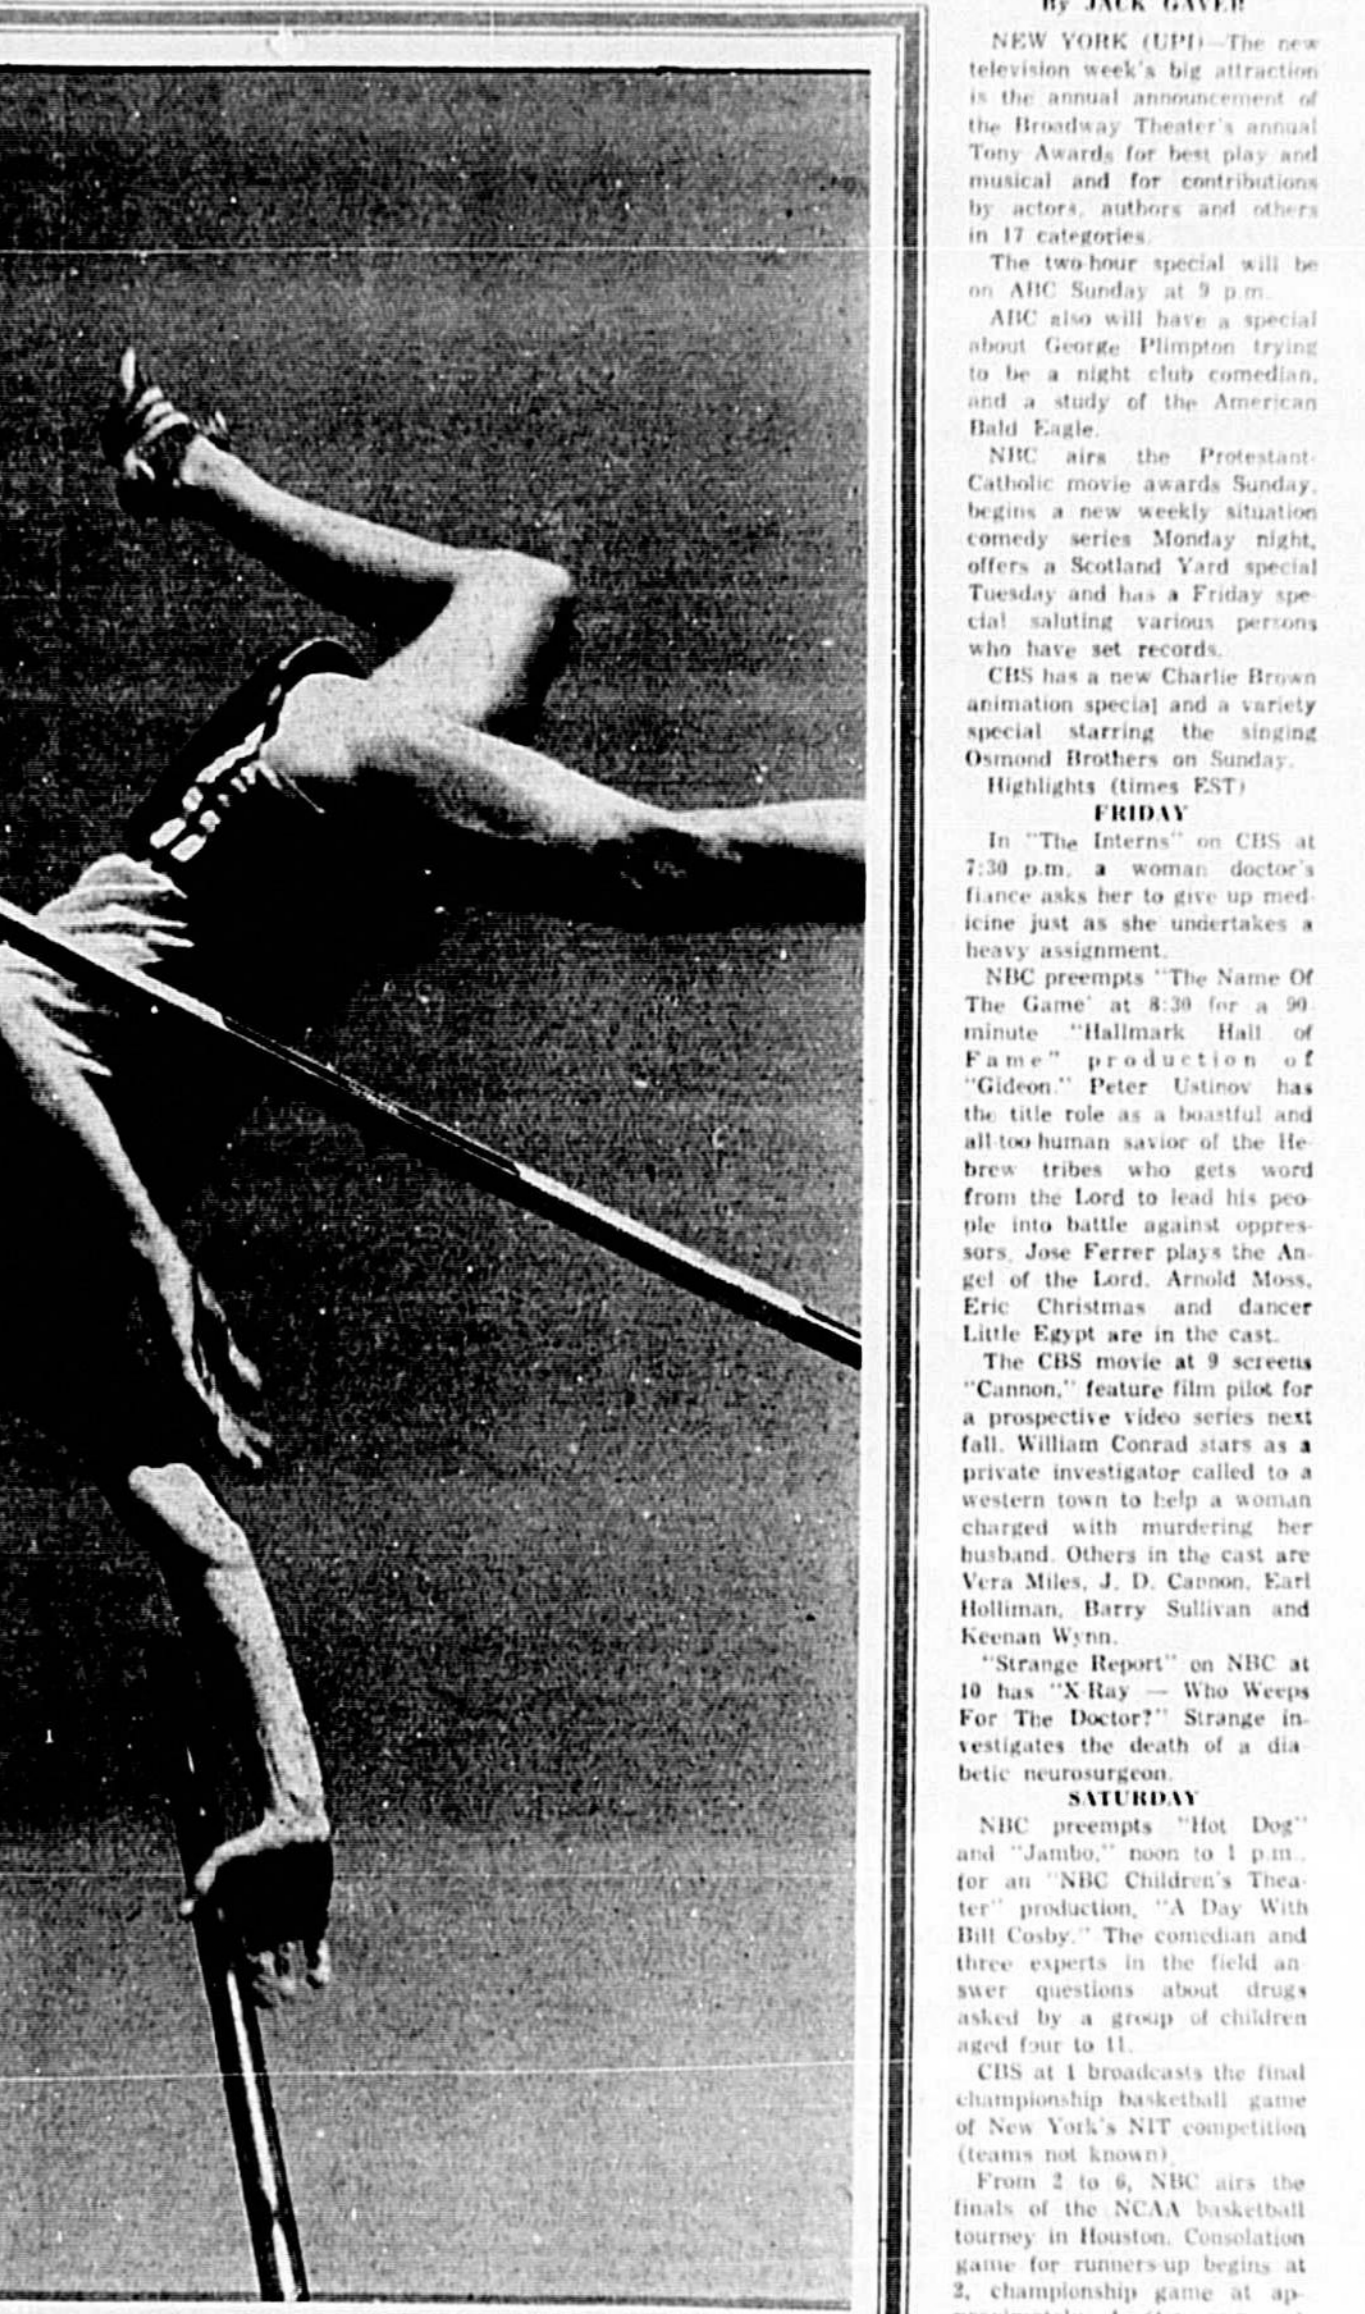 By JACK GAVER
NEW YORK (UPI)—The new
television week's big attraction
is the annual announcement of
the Broadway Theater's annual
Tony Awards for best play and
musical and for contributions
by actors, authors and others
in 17 categories.
The two-hour special will be
on ABC Sunday at 9 p.m.
ABC also will have a special
about George Plimpton trying
to be a night club comedian,
and a study of the American
Bald Eagle.
NBC airs the Protestant-
Catholic movie awards Sunday,
begins a new weekly situation
comedy series Monday night,
offers a Scotland Yard special
Tuesday and has a Friday spe-
cial saluting various persons
who have set records.
CBS has a new Charlie Brown
animation special and a variety
special starring the singing
Osmond Brothers on Sunday.
Highlights (times EST)
FRIDAY
In "The Interns" on CBS at
7:30 p.m. a woman doctor's
fiance asks her to give up med-
icine just as she undertakes a
heavy assignment.
NBC preempts "The Name Of
The Game' at 8:30 for a 90-
minute "Hallmark Hall of
Fame" production of
"Gideon." Peter Ustinov has
the title role as a boastful and
all-too-human savior of the He-
brew tribes who gets word
from the Lord to lead his peo-
ple into battle against oppres-
sors. Jose Ferrer plays the An-
gel of the Lord. Arnold Moss,
Eric Christmas and dancer
Little Egypt are in the cast.
The CBS movie at 9 screens
"Cannon," feature film pilot for
a prospective video series next
fall. William Conrad stars as a
private investigator called to a
western town to help a woman
charged with murdering her
husband. Others in the cast are
Vera Miles, J. D. Cannon, Earl
Holliman, Barry Sullivan and
Keenan Wynn.
"Strange Report" on NBC at
10 has "X-Ray — Who Weeps
For The Doctor?" Strange in-
vestigates the death of a dia-
betic neurosurgeon.
SATURDAY
NBC preempts "Hot Dog"
and "Jambo," noon to 1 p.m.,
for an "NBC Children's Thea-
ter" production, "A Day With
Bill Cosby." The comedian and
three experts in the field an-
swer questions about drugs
asked by a group of children
aged four to 11.
CBS at 1 broadcasts the final
championship basketball game
of New York's NIT competition
(teams not known).
From 2 to 6, NBC airs the
finals of the NCAA basketball
tourney in Houston. Consolation
game for runners-up begins at
2, championship game at ap-